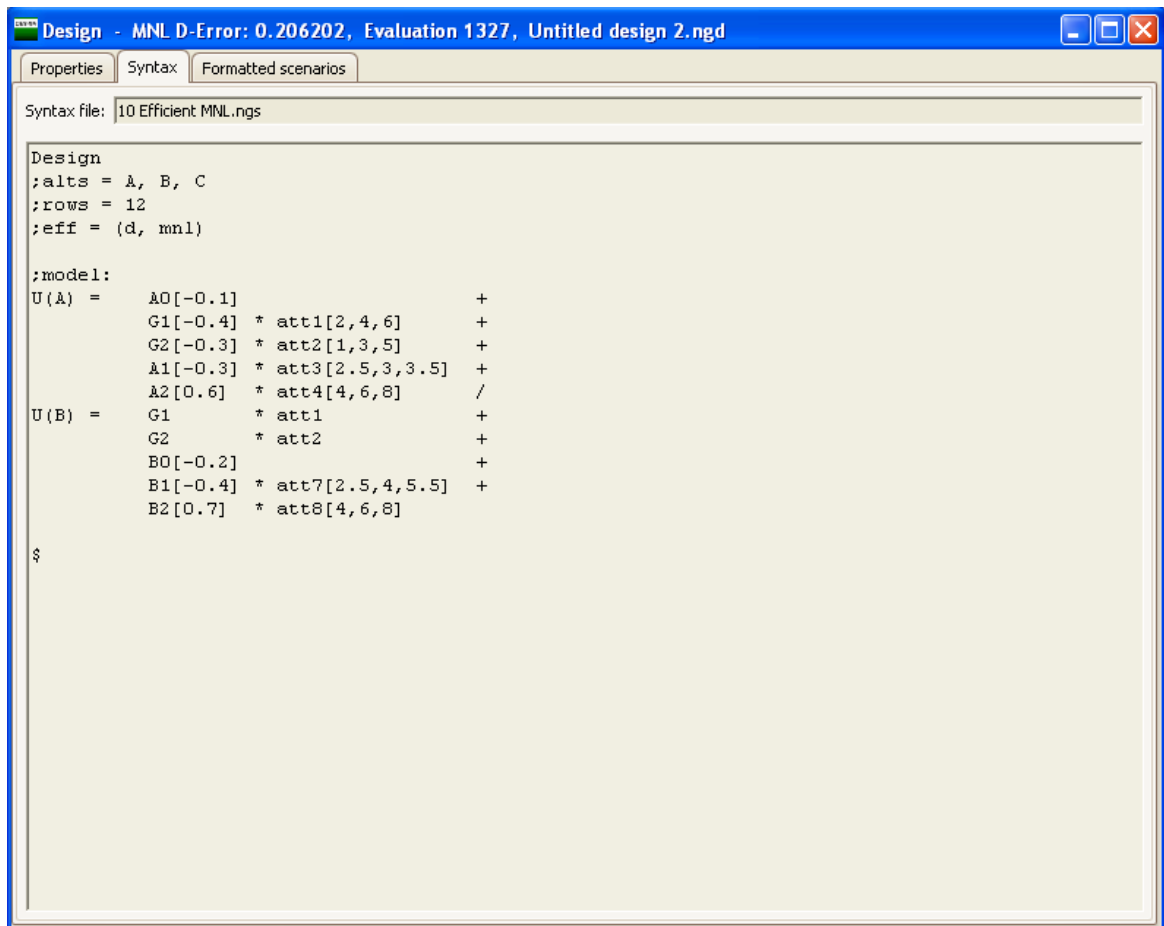 Design - MNL D-Error: 0.206202, Evaluation 1327, Untitled design 2.ngd
Properties Syntax Formatted scenarios
Syntax file: 10 Efficient MNL.ngs
Design
;alts = A, B, C
;rows = 12
;eff = (d, mnl)
;model:
U(A) = A0[-0.1] +
G1[-0.4] * att1[2,4,6] +
G2[-0.3] * att2[1,3,5] +
A1[-0.3] * att3[2.5,3,3.5] +
A2[0.6] * att4[4,6,8] /
U(B) = G1 * att1 +
G2 * att2 +
B0[-0.2] +
B1[-0.4] * att7[2.5,4,5.5] +
B2[0.7] * att8[4,6,8]
$